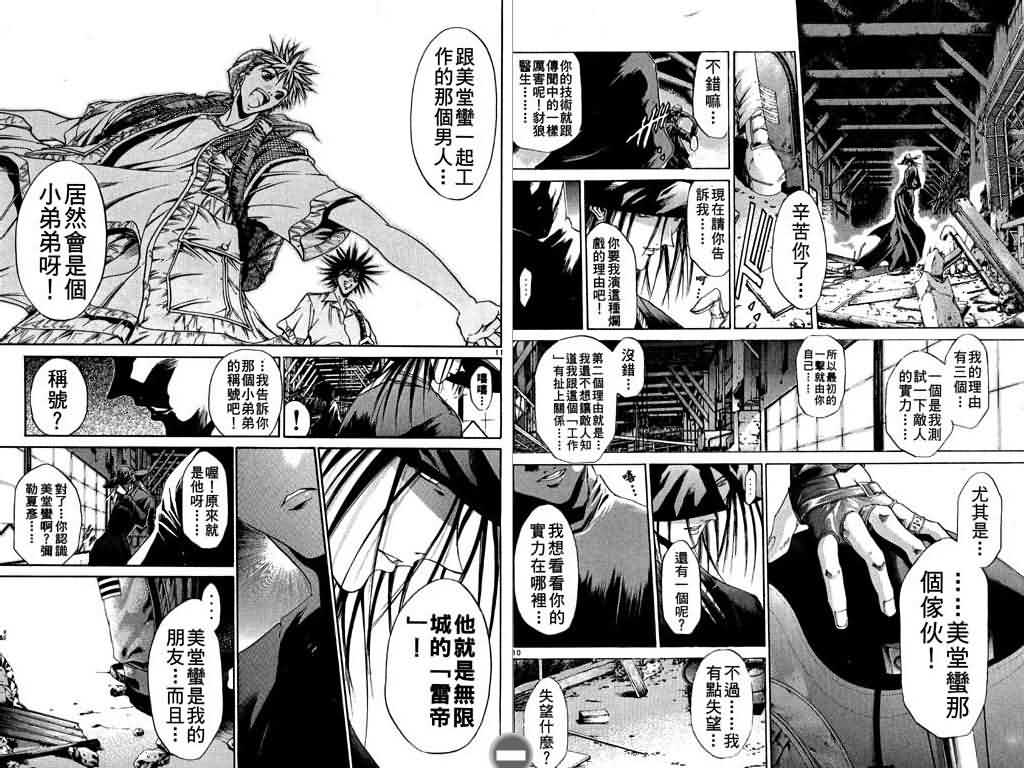 辛苦你了…
不錯嘛…
你的技術就跟
傳聞中的一樣
厲害呢！豺狼
醫生…
現在請你告
訴我…
你要我演這種爛
戲的理由吧！
我的理由
有三個…
一個是我測
試一下敵人
的實力…
所以最初的
一擊就由你
自己……
沒錯…
第二個理由就是…
我還不想讓敵人知
道我跟這個「工作
」有扯上關係……
尤其是…
……美堂蠻那
個傢伙！
還有一個呢？
嘻…
我想看看你的
實力在哪裡…
不過……我
有點失望…
失望什麼？
10
跟美堂蠻一起工
作的那個男人…
居然會是個
小弟弟呀！
11
嘻嘻…
！
…我告訴你
那個小弟弟
的稱號吧！
稱號？
他就是無限
城的「雷帝
」！
喔！原來就
是他呀…
對了…你認識
美堂蠻啊？彌
勒夏彥……
…
美堂蠻是我的
朋友…而且…